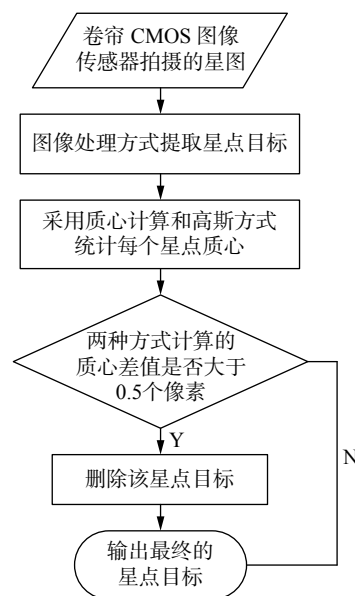 卷帘 CMOS 图像
传感器拍摄的星图
图像处理方式提取星点目标
采用质心计算和高斯方式
统计每个星点质心
两种方式计算的
质心差值是否大于
0.5个像素
Y
N
删除该星点目标
输出最终的
星点目标